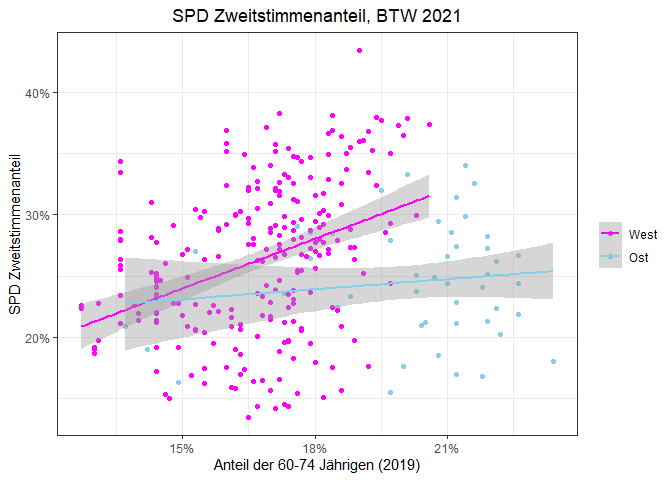 SPD Zweitstimmenanteil, BTW 2021
SPD Zweitstimmenanteil
40%
30%
20%
15%
18%
21%
Anteil der 60-74 Jährigen (2019)
West
Ost